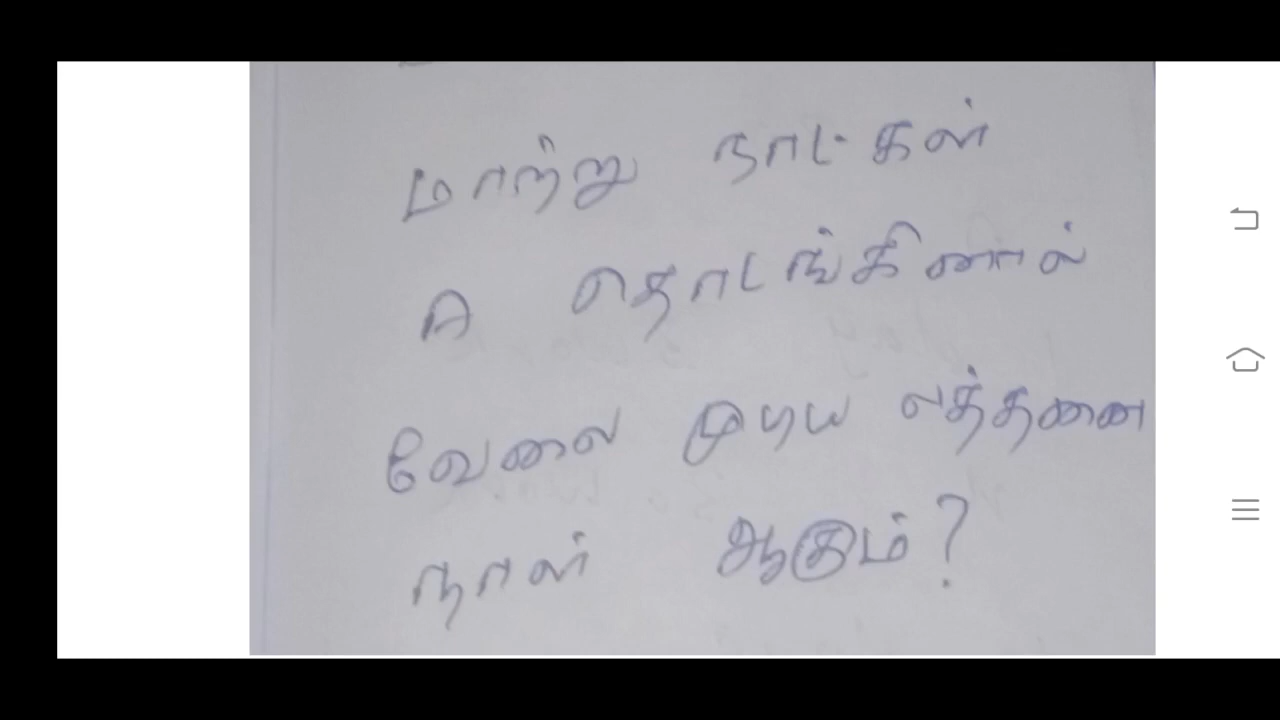 மாற்று நாட்கள்
A தொடங்கினால்
வேலை முடிய எத்தனை
நாள் ஆகும்?